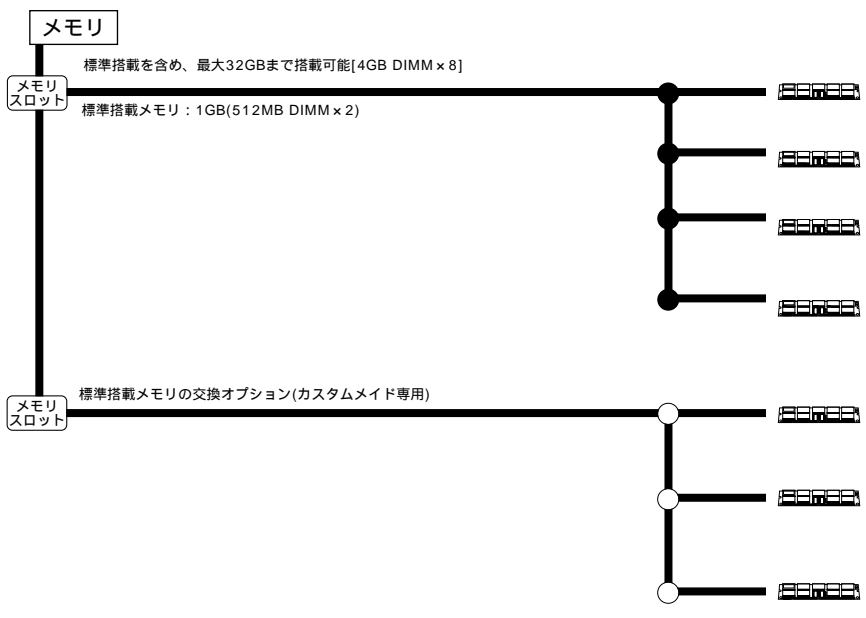 メモリ
標準搭載を含め、最大32GBまで搭載可能[4GB DIMM×8]
メモリ
スロット
標準搭載メモリ：1GB(512MB DIMM×2)
標準搭載メモリの交換オプション(カスタムメイド専用)
メモリ
スロット